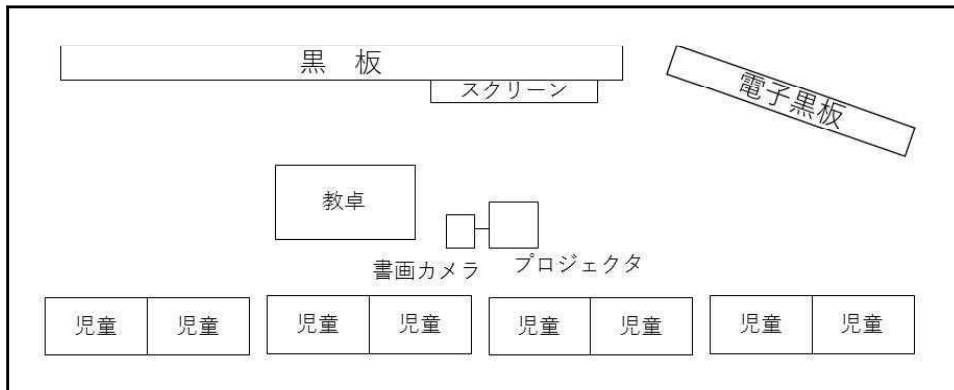 黒　板
スクリーン
電子黒板
教卓
書画カメラ
プロジェクタ
児童 児童 児童 児童 児童 児童 児童 児童